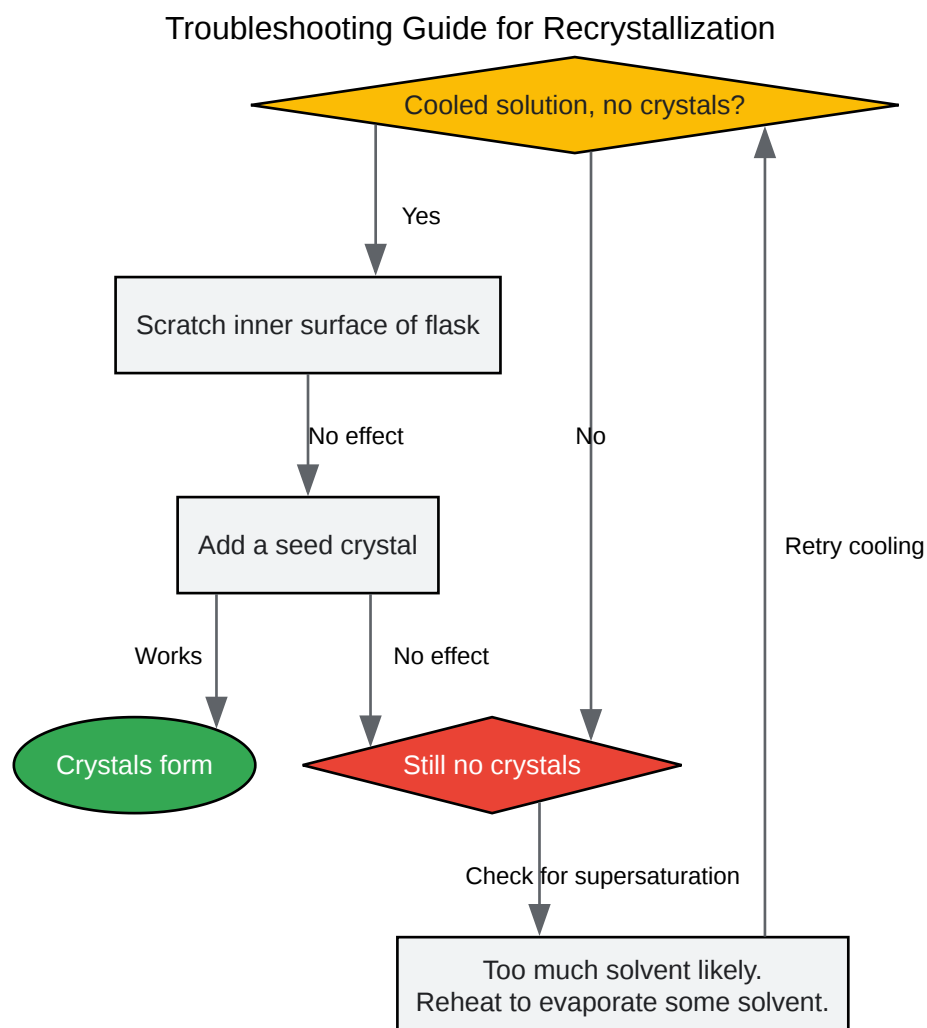 Troubleshooting Guide for Recrystallization
Cooled solution, no crystals?
Yes
Scratch inner surface of flask
No effect
No
Add a seed crystal
Retry cooling
Works
No effect
Crystals form
Still no crystals
Check for supersaturation
Too much solvent likely.
Reheat to evaporate some solvent.